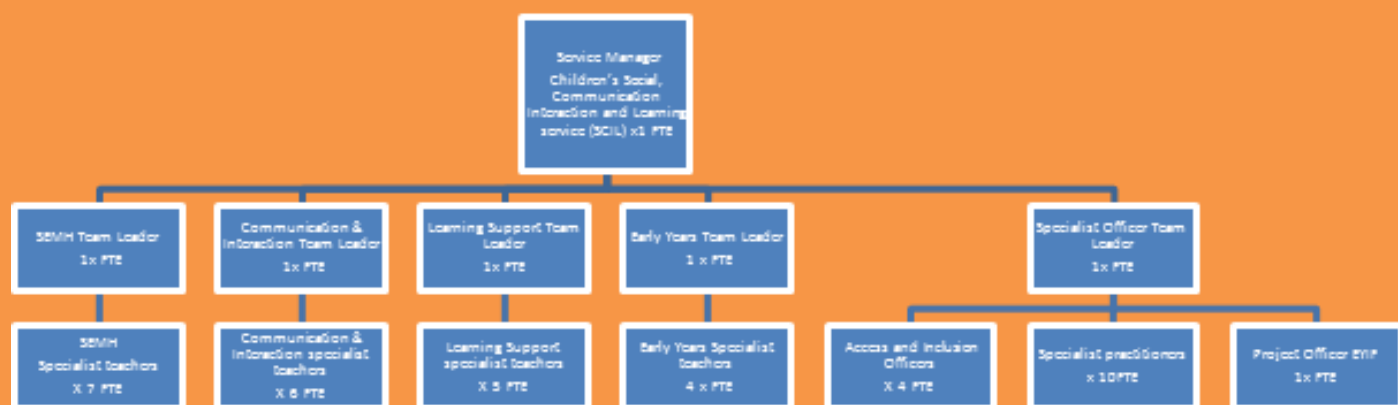 Service Manager
Children's Social,
Communication
Interaction and Learning
service (SCIL) x1 FTE
SEMH Team Leader
1x FTE
Communication &
Interaction Team Leader
1x FTE
Learning Support Team
Leader
1x FTE
Early Years Team Leader
1 x FTE
Specialist Officer Team
Leader
1x FTE
SEMH
Specialist teachers
X 7 FTE
Communication &
Interaction specialist
teachers
X 6 FTE
Learning Support
specialist teachers
X 5 FTE
Early Years Specialist
teachers
4 x FTE
Access and Inclusion
Officers
X 4 FTE
Specialist practitioners
x 10FTE
Project Officer EYIF
1x FTE